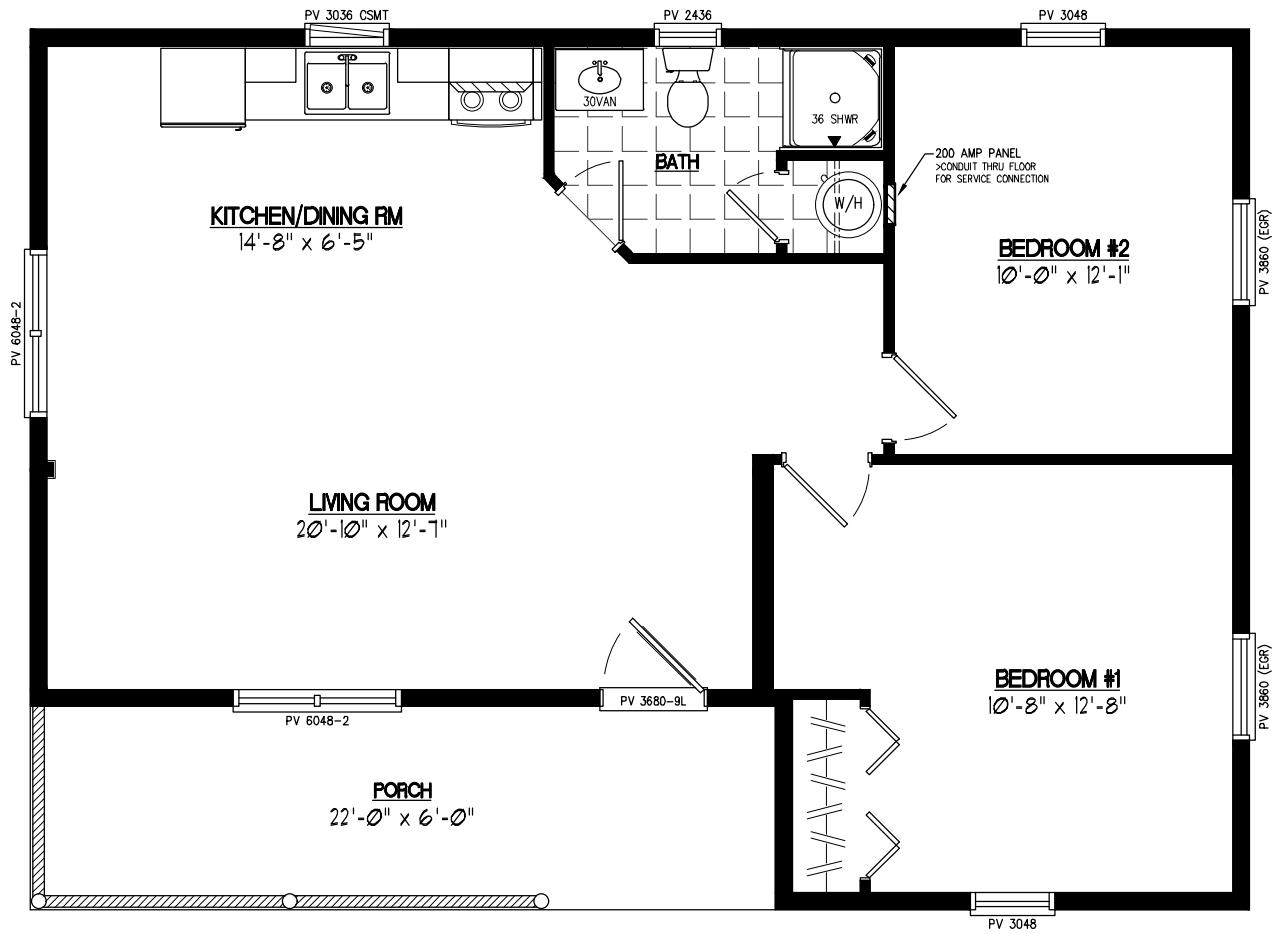 PV 3036 CSMT
PV 2436
PV 3048
30VAN
36 SHWR
BATH
200 AMP PANEL
>CONDUIT THRU FLOOR
FOR SERVICE CONNECTION
W/H
KITCHEN/DINING RM
14'-8" x 6'-5"
BEDROOM #2
10'-0" x 12'-1"
PV 3860 (EGR)
PV 6048-2
LIVING ROOM
20'-10" x 12'-7"
BEDROOM #1
10'-8" x 12'-8"
PV 3860 (EGR)
PV 3680-9L
PV 6048-2
PORCH
22'-0" x 6'-0"
PV 3048